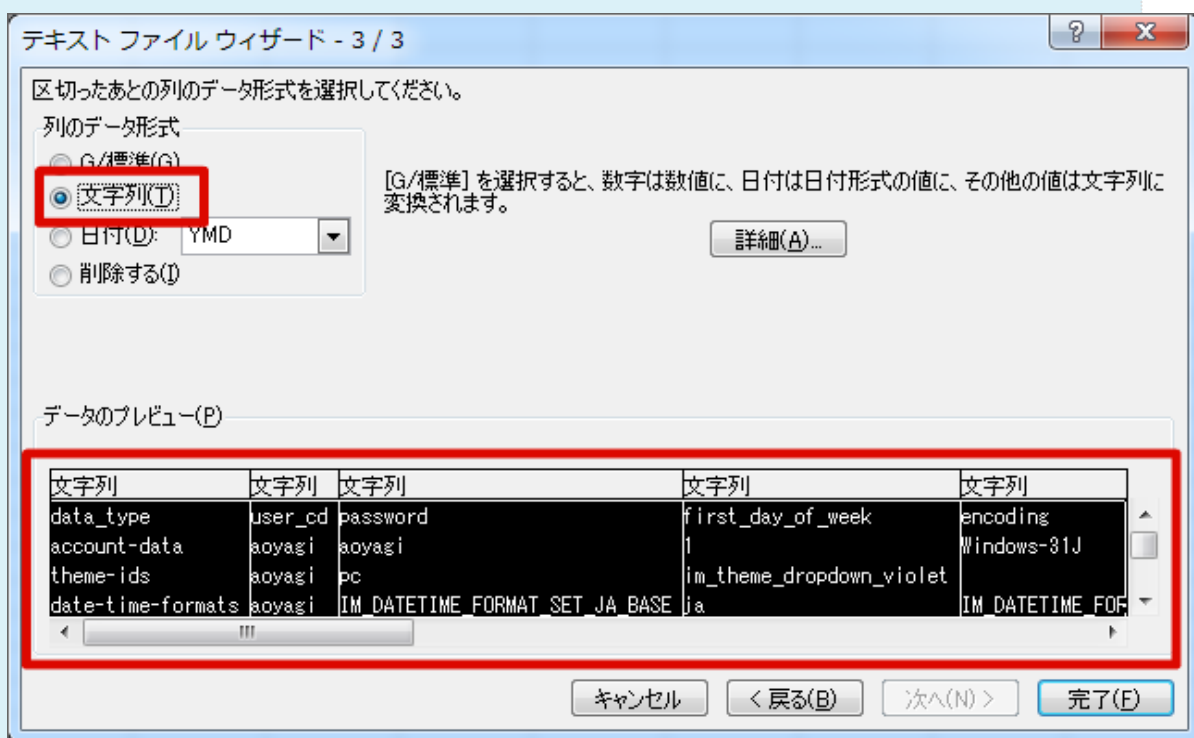 テキスト ファイル ウィザード - 3 / 3
区切ったあとの列のデータ形式を選択してください。
列のデータ形式
G/標準(G)
文字列(T)
日付(D): YMD
削除する(I)
[G/標準] を選択すると、数字は数値に、日付は日付形式の値に、その他の値は文字列に
変換されます。
詳細(A)...
データのプレビュー(P)
文字列 文字列 文字列 文字列 文字列
data_type user_cd password first_day_of_week encoding
account-data aoyagi aoyagi 1 Windows-31J
theme-ids aoyagi pc im_theme_dropdown_violet
date-time-formats aoyagi IM_DATETIME_FORMAT_SET_JA_BASE ja IM_DATETIME_FOR
キャンセル < 戻る(B) 次へ(N) > 完了(F)